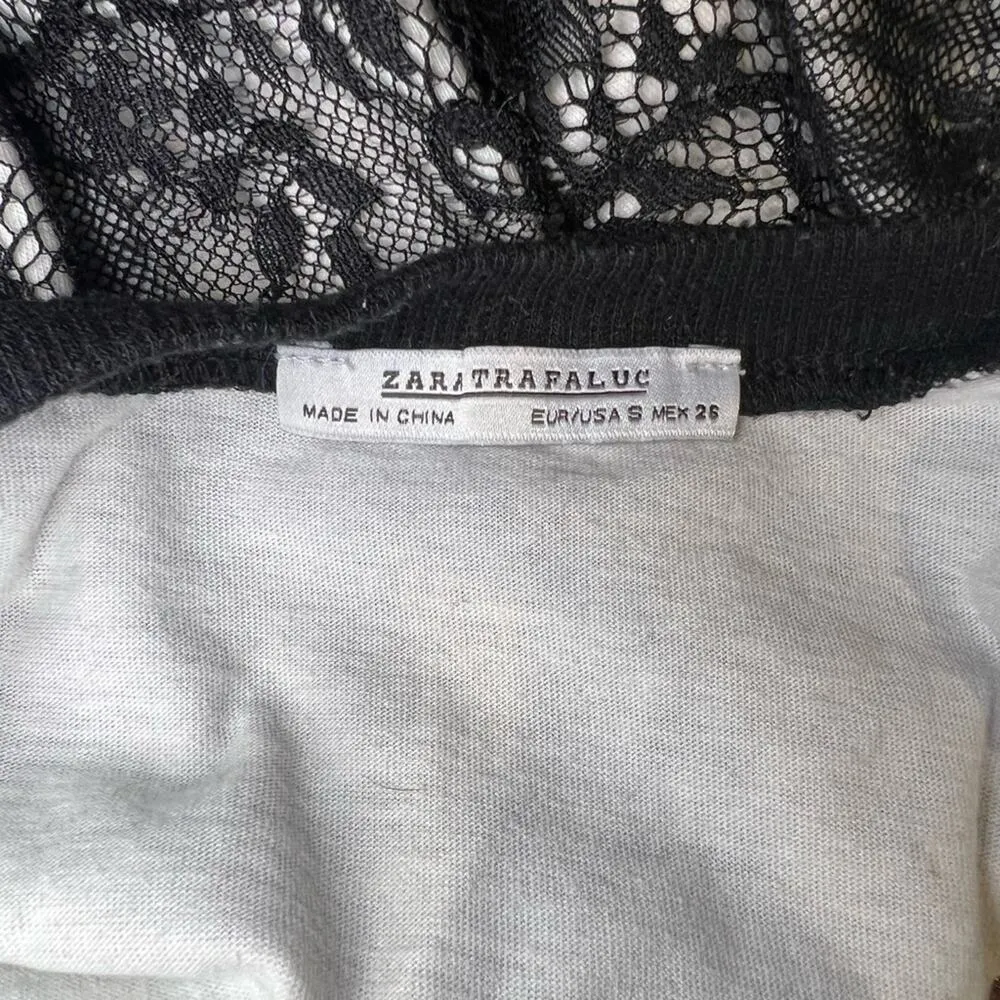 ZARA TRAFALUC
MADE IN CHINA EUR/USA S MEX 26